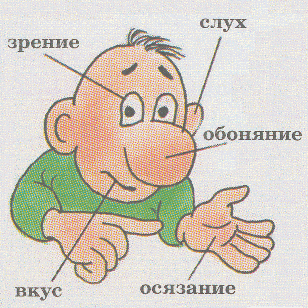 слух
зрение
обоняние
вкус
осязание